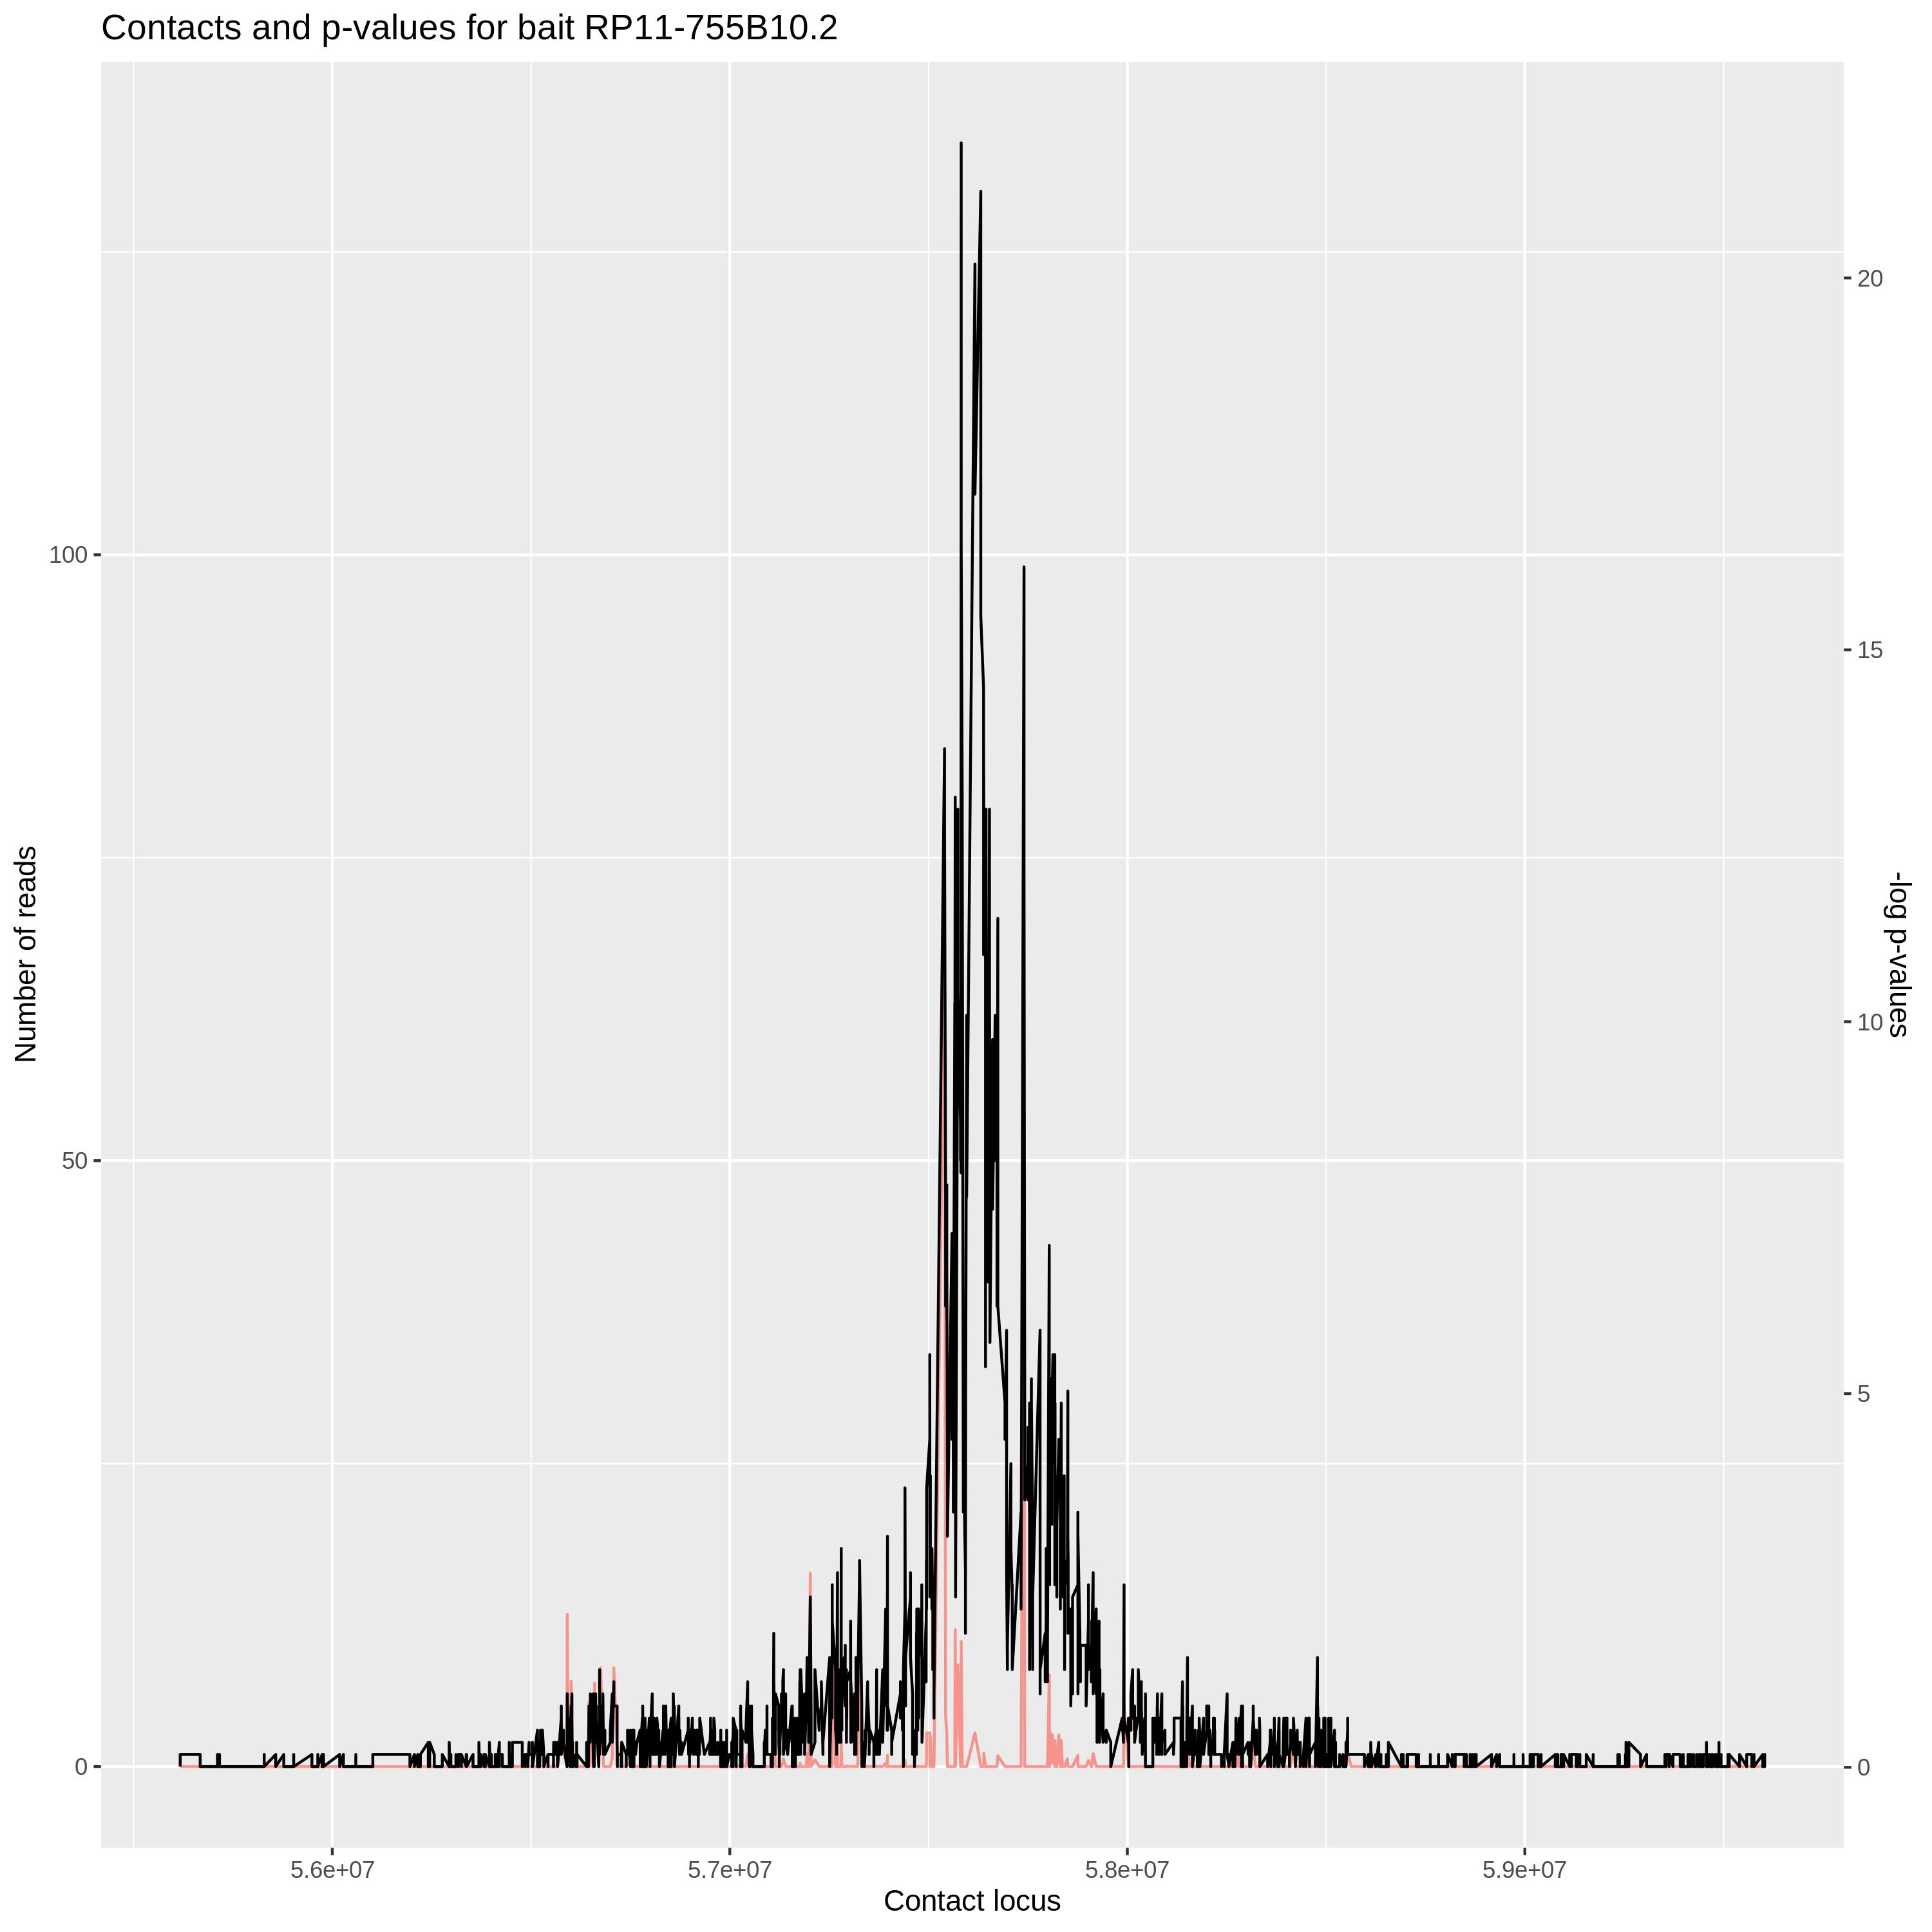 Contacts and p-values for bait RP11-755B10.2
Number of reads
100
50
0
20
15
10
5
0
-log p-values
5.6e+07 5.7e+07 5.8e+07 5.9e+07
Contact locus